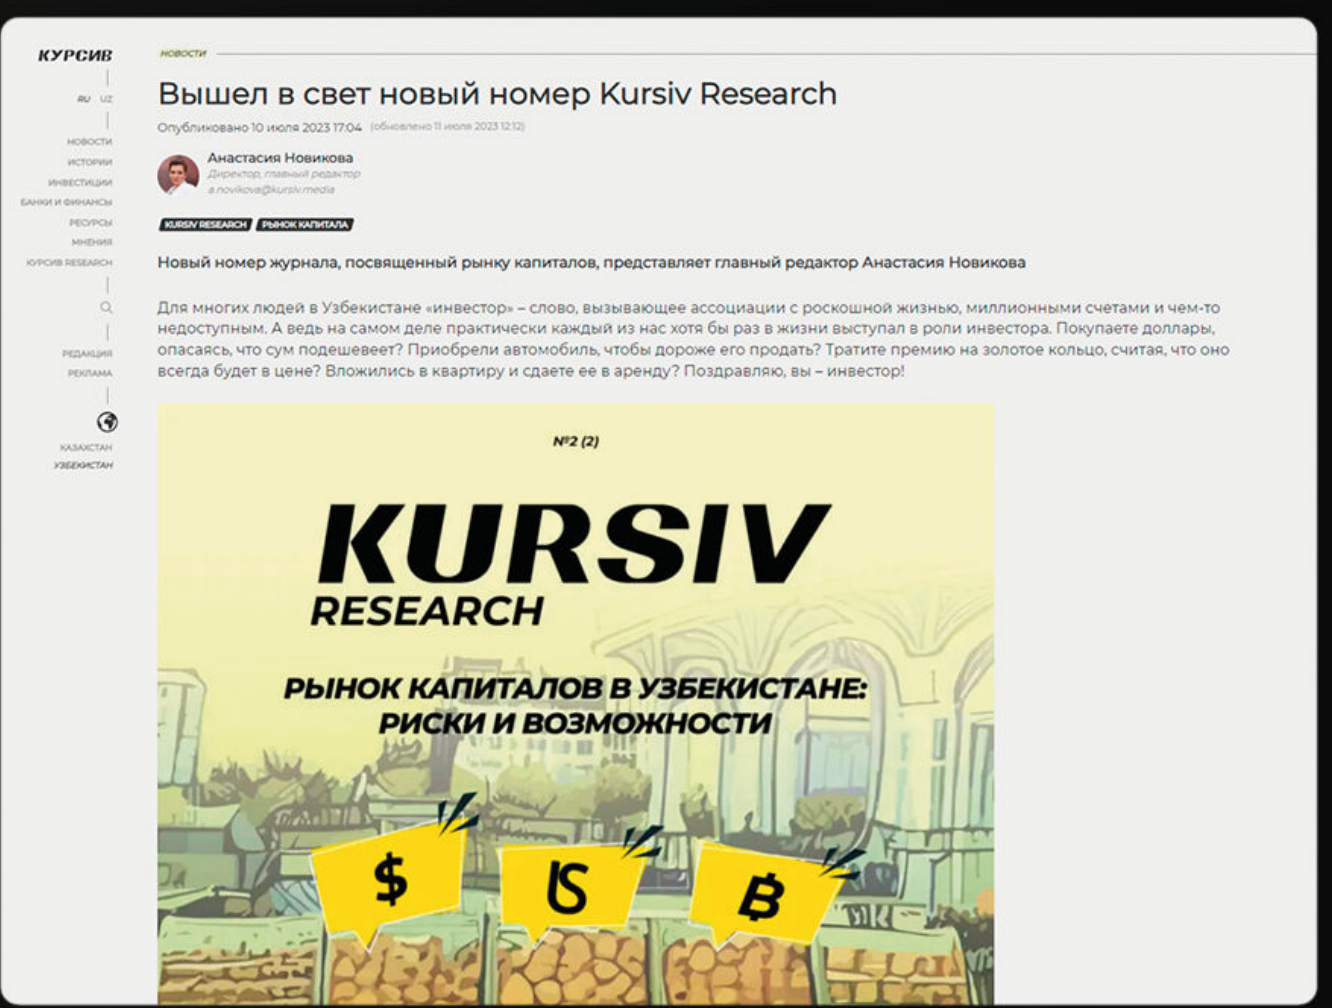 КУРСИВ
RU UZ
НОВОСТИ
ИСТОРИИ
ИНВЕСТИЦИИ
БАНКИ И ФИНАНСЫ
РЕСУРСЫ
МНЕНИЯ
КУРСИВ RESEARCH
РЕДАКЦИЯ
РЕКЛАМА
КАЗАХСТАН
УЗБЕКИСТАН
НОВОСТИ
Вышел в свет новый номер Kursiv Research
Опубликовано 10 июля 2023 17:04 (обновлено 11 июля 2023 12:12)
Анастасия Новикова
Директор, главный редактор
a.novikova@kursiv.media
KURSIV RESEARCH РЫНОК КАПИТАЛА
Новый номер журнала, посвященный рынку капиталов, представляет главный редактор Анастасия Новикова
Для многих людей в Узбекистане «инвестор» – слово, вызывающее ассоциации с роскошной жизнью, миллионными счетами и чем-то
недоступным. А ведь на самом деле практически каждый из нас хотя бы раз в жизни выступал в роли инвестора. Покупаете доллары,
опасаясь, что сум подешевеет? Приобрели автомобиль, чтобы дороже его продать? Тратите премию на золотое кольцо, считая, что оно
всегда будет в цене? Вложились в квартиру и сдаете ее в аренду? Поздравляю, вы – инвестор!
№2 (2)
KURSIV
RESEARCH
РЫНОК КАПИТАЛОВ В УЗБЕКИСТАНЕ:
РИСКИ И ВОЗМОЖНОСТИ
$ ₿